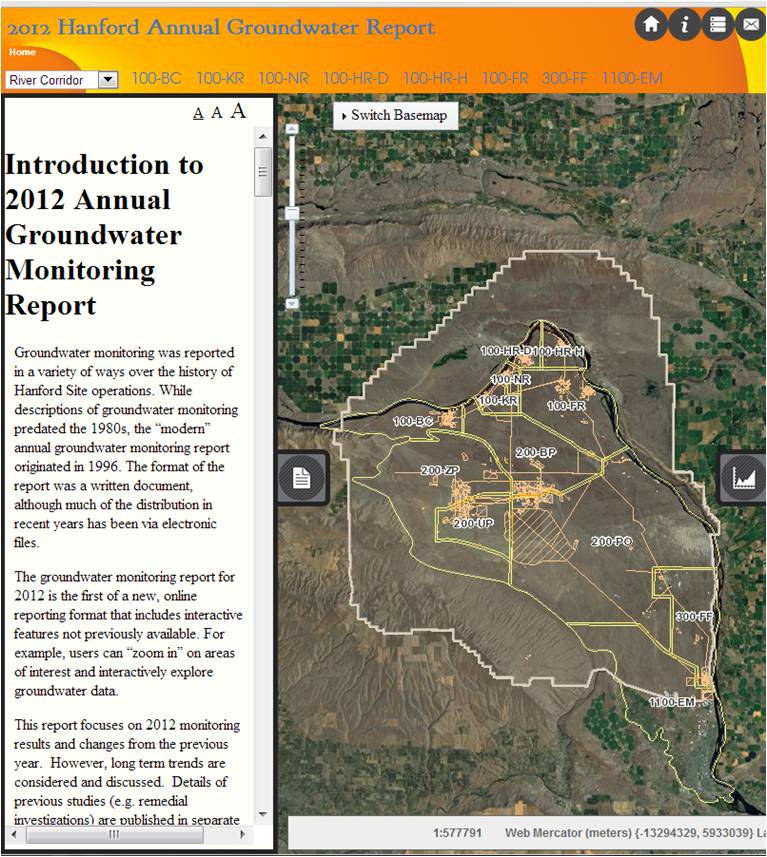 2012 Hanford Annual Groundwater Report
Home
River Corridor
100-BC 100-KR 100-NR 100-HR-D 100-HR-H 100-FR 300-FF 1100-EM
A A A
Introduction to
2012 Annual
Groundwater
Monitoring
Report
Groundwater monitoring was reported
in a variety of ways over the history of
Hanford Site operations. While
descriptions of groundwater monitoring
predated the 1980s, the “modern”
annual groundwater monitoring report
originated in 1996. The format of the
report was a written document,
although much of the distribution in
recent years has been via electronic
files.
The groundwater monitoring report for
2012 is the first of a new, online
reporting format that includes interactive
features not previously available. For
example, users can “zoom in” on areas
of interest and interactively explore
groundwater data.
This report focuses on 2012 monitoring
results and changes from the previous
year. However, long term trends are
considered and discussed. Details of
previous studies (e.g. remedial
investigations) are published in separate
Switch Basemap
100-HR-D 100-HR-H
100-NR
100-KR
100-FR
100-BC
200-BP
200-ZP
200-UP
200-PO
300-FF
1100-EM
1:577791 Web Mercator (meters) {-13294329, 5933039} La